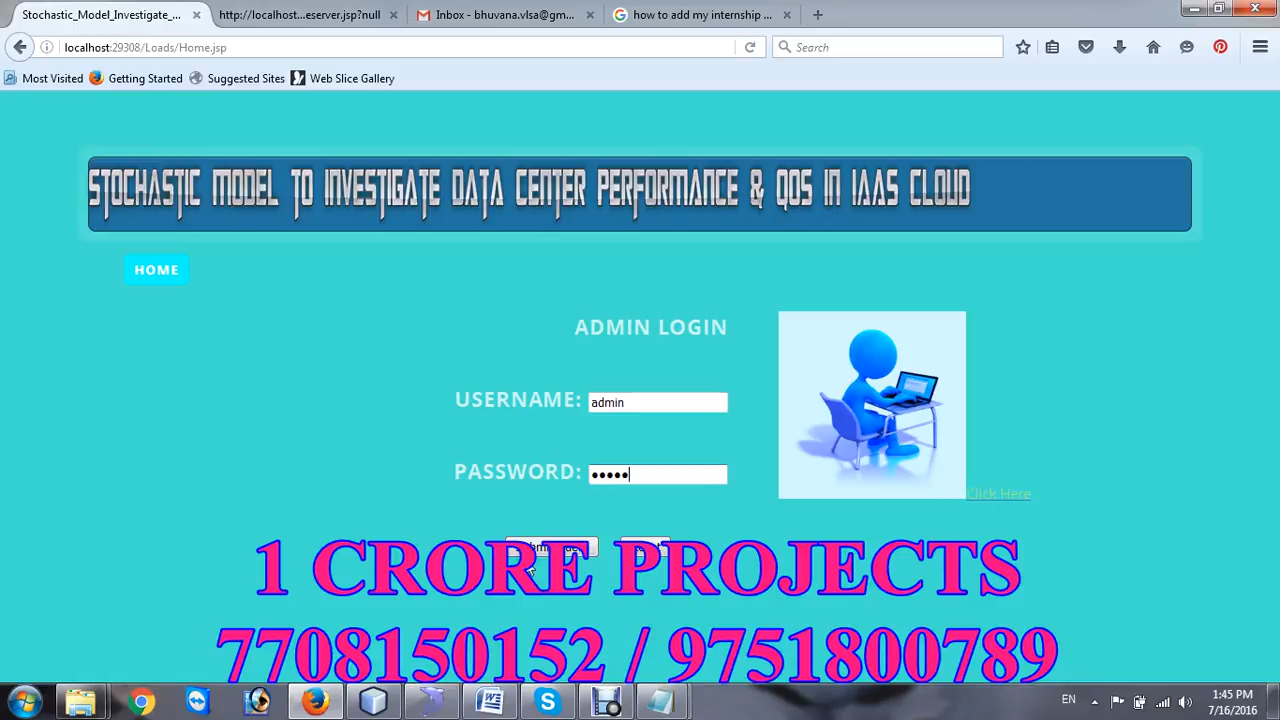 Stochastic_Model_Investigate_...
http://localhost...eserver.jsp?null
Inbox - bhuvana.vlsa@gm...
how to add my internship ...
localhost:29308/Loads/Home.jsp
Search
Most Visited
Getting Started
Suggested Sites
Web Slice Gallery
STOCHASTIC MODEL TO INVESTIGATE DATA CENTER PERFORMANCE & QOS IN IAAS CLOUD
HOME
ADMIN LOGIN
USERNAME: admin
PASSWORD: •••••
Click Here
1 CRORE PROJECTS
7708150152 / 9751800789
EN
1:45 PM
7/16/2016